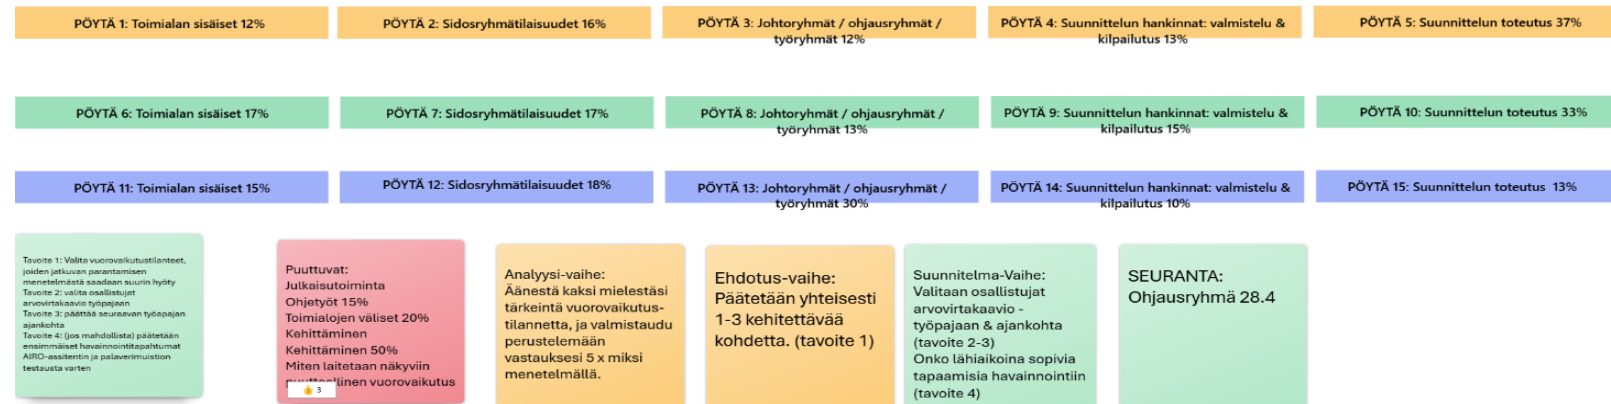 PÖYTÄ 1: Toimialan sisäiset 12%
PÖYTÄ 2: Sidosryhmätilaisuudet 16%
PÖYTÄ 3: Johtoryhmät / ohjausryhmät /
työryhmät 12%
PÖYTÄ 4: Suunnittelun hankinnat: valmistelu &
kilpailutus 13%
PÖYTÄ 5: Suunnittelun toteutus 37%
PÖYTÄ 6: Toimialan sisäiset 17%
PÖYTÄ 7: Sidosryhmätilaisuudet 17%
PÖYTÄ 8: Johtoryhmät / ohjausryhmät /
työryhmät 13%
PÖYTÄ 9: Suunnittelun hankinnat: valmistelu &
kilpailutus 15%
PÖYTÄ 10: Suunnittelun toteutus 33%
PÖYTÄ 11: Toimialan sisäiset 15%
PÖYTÄ 12: Sidosryhmätilaisuudet 18%
PÖYTÄ 13: Johtoryhmät / ohjausryhmät /
työryhmät 30%
PÖYTÄ 14: Suunnittelun hankinnat: valmistelu &
kilpailutus 10%
PÖYTÄ 15: Suunnittelun toteutus 13%
Tavoite 1: Valita vuorovaikutustilanteet,
joiden jatkuvan parantamisen
menetelmästä saadaan suurin hyöty
Tavoite 2: valita osallistujat
arvovirtakaavio työpajaan
Tavoite 3: päättää seuraavan työapajan
ajankohta
Tavoite 4: (jos mahdollista) päätetään
ensimmäiset havainnointitapahtumat
AIRO-assitentin ja palaverimuistion
testausta varten
Puuttuvat:
Julkaisutoiminta
Ohjetyöt 15%
Toimialojen väliset 20%
Kehittäminen
Kehittäminen 50%
Miten laitetaan näkyviin
puutteellinen vuorovaikutus
3
Analyysi-vaihe:
Äänestä kaksi mielestäsi
tärkeintä vuorovaikutus-
tilannetta, ja valmistaudu
perustelemään
vastauksesi 5 x miksi
menetelmällä.
Ehdotus-vaihe:
Päätetään yhteisesti
1-3 kehitettävää
kohdetta. (tavoite 1)
Suunnitelma-Vaihe:
Valitaan osallistujat
arvovirtakaavio -
työpajaan & ajankohta
(tavoite 2-3)
Onko lähiaikoina sopivia
tapaamisia havainnointiin
(tavoite 4)
SEURANTA:
Ohjausryhmä 28.4